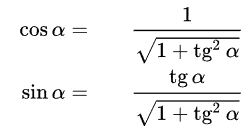 cos α = 1 / √(1 + tg² α)
sin α = tg α / √(1 + tg² α)